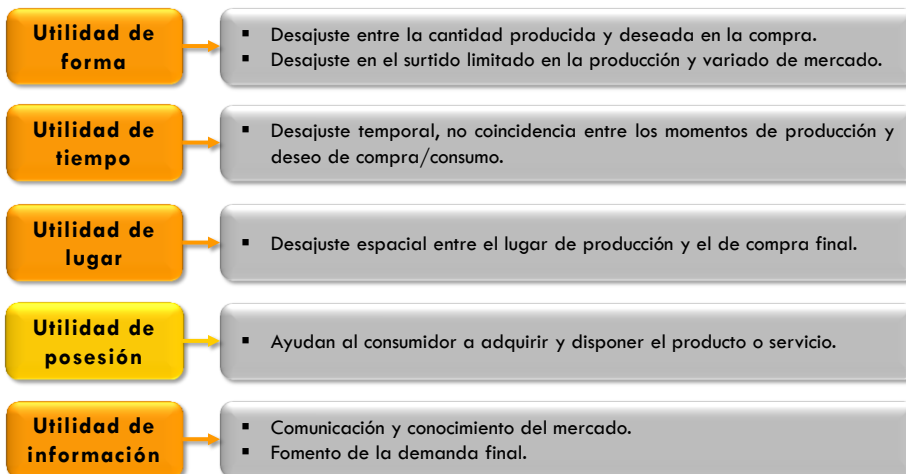 Utilidad de
forma
▪ Desajuste entre la cantidad producida y deseada en la compra.
▪ Desajuste en el surtido limitado en la producción y variado de mercado.
Utilidad de
tiempo
▪ Desajuste temporal, no coincidencia entre los momentos de producción y
deseo de compra/consumo.
Utilidad de
lugar
▪ Desajuste espacial entre el lugar de producción y el de compra final.
Utilidad de
posesión
▪ Ayudan al consumidor a adquirir y disponer el producto o servicio.
Utilidad de
información
▪ Comunicación y conocimiento del mercado.
▪ Fomento de la demanda final.